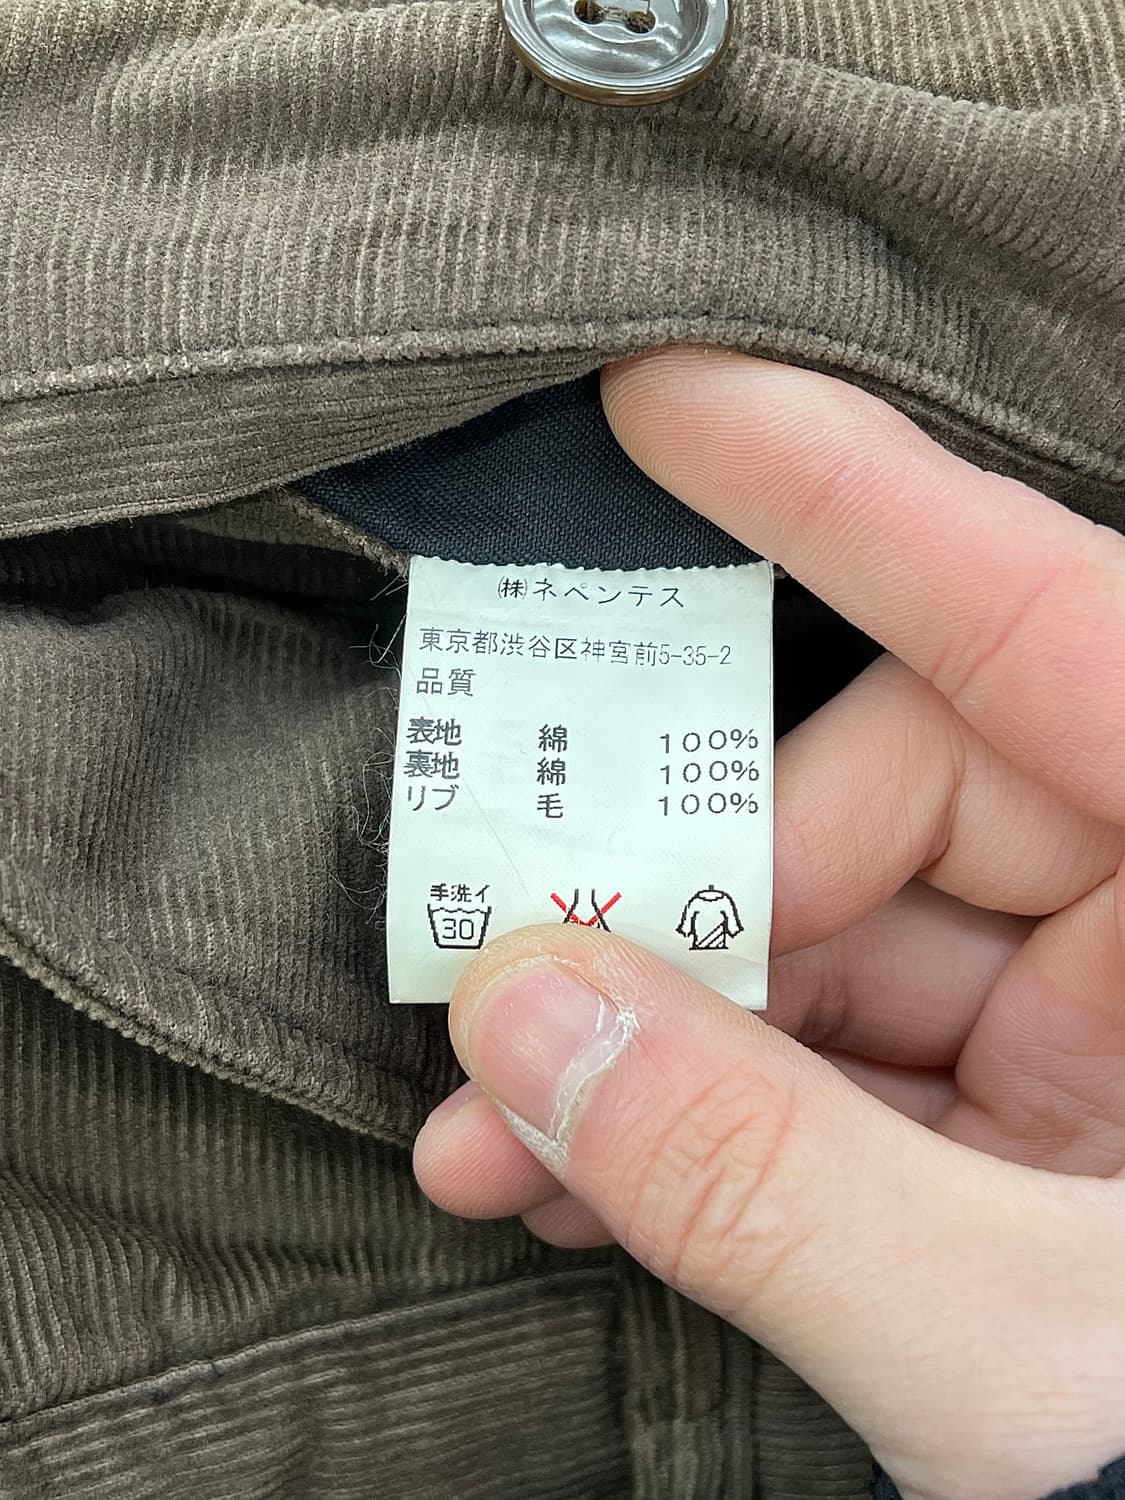 ㈱ネペンテス
東京都渋谷区神宮前5-35-2
品質
表地 綿 100%
裏地 綿 100%
リブ 毛 100%
手洗イ
30